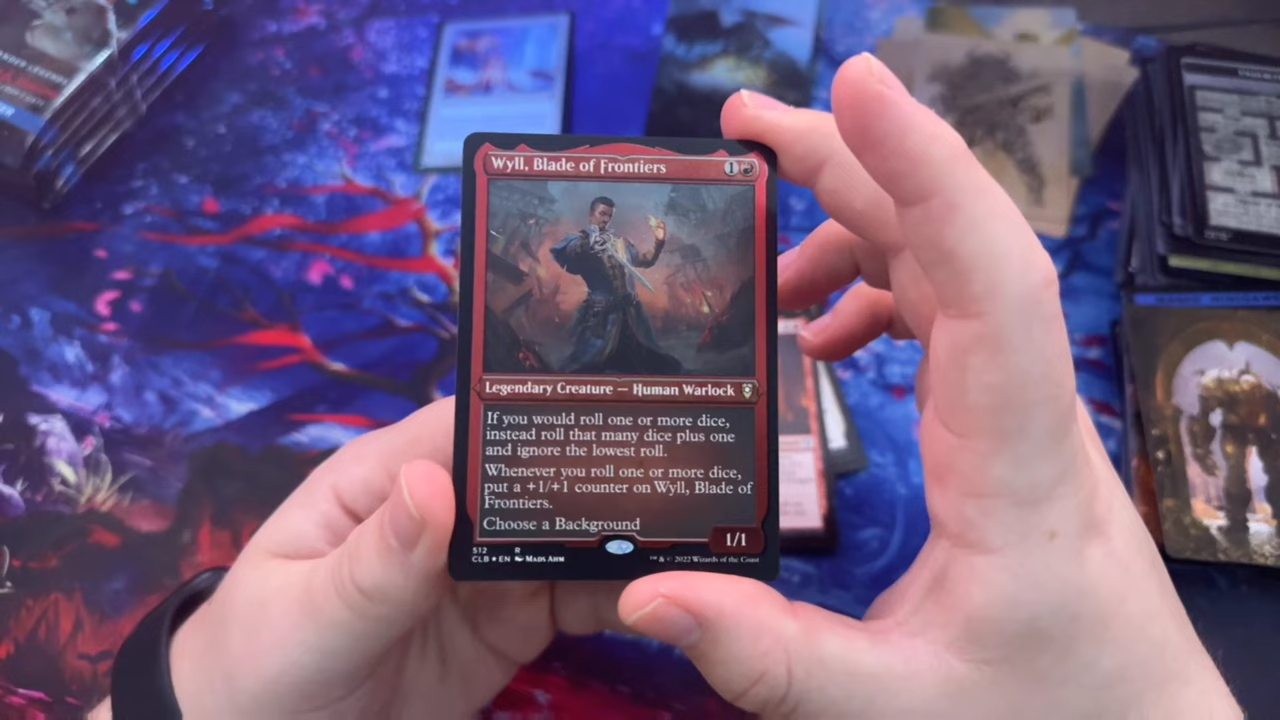 Wyll, Blade of Frontiers
1
Legendary Creature — Human Warlock
If you would roll one or more dice,
instead roll that many dice plus one
and ignore the lowest roll.
Whenever you roll one or more dice,
put a +1/+1 counter on Wyll, Blade of
Frontiers.
Choose a Background
1/1
512 R
CLB ★ EN Mads Ahm
™ & © 2022 Wizards of the Coast